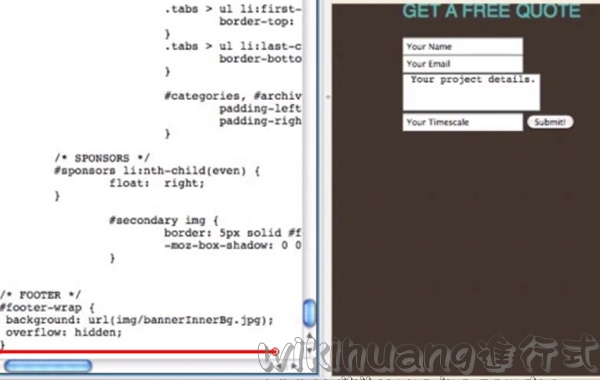 .tabs > ul li:first-
border-top:
}
.tabs > ul li:last-c
border-botto
}
#categories, #archiv
padding-left
padding-righ
}
/* SPONSORS */
#sponsors li:nth-child(even) {
float: right;
}
#secondary img {
border: 5px solid #f
-moz-box-shadow: 0 0
}
/* FOOTER */
#footer-wrap {
background: url(img/bannerInnerBg.jpg);
overflow: hidden;
}
GET A FREE QUOTE
Your Name
Your Email
Your project details.
Your Timescale
Submit!
wikihuang進行式